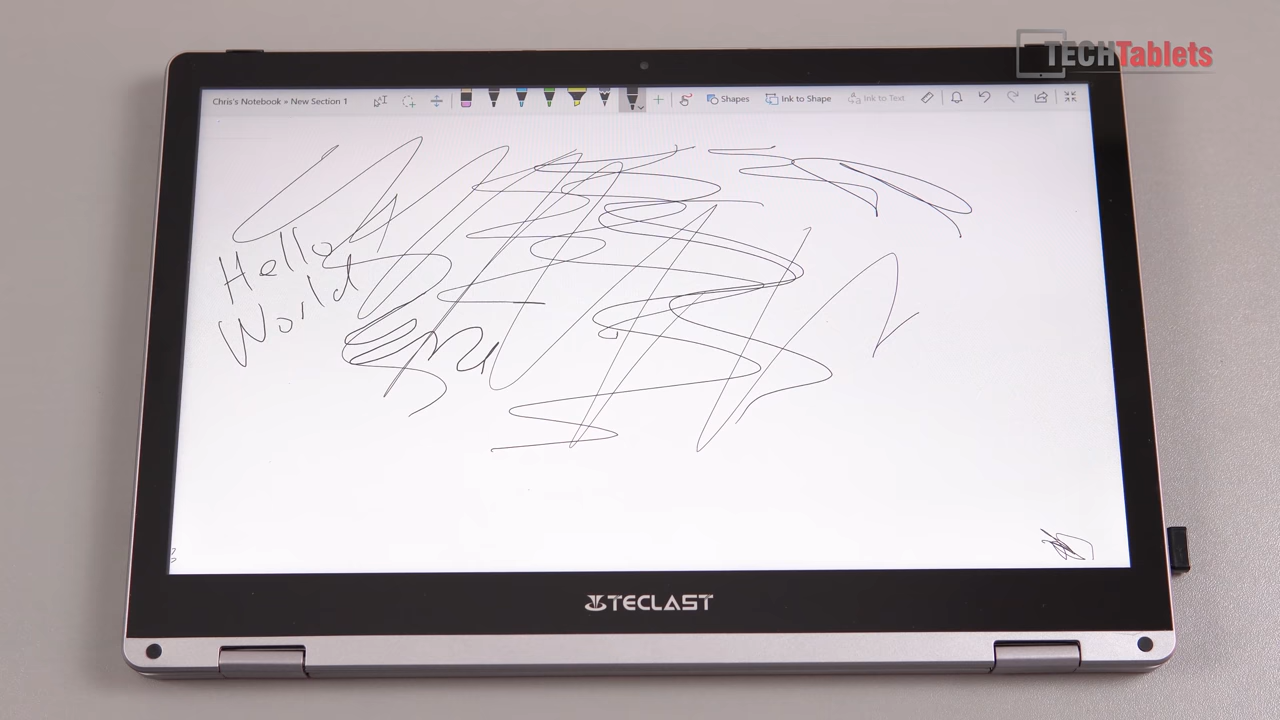 TECHTablets
Chris's Notebook » New Section 1
Shapes
Ink to Shape
Ink to Text
Hello
World
TECLAST